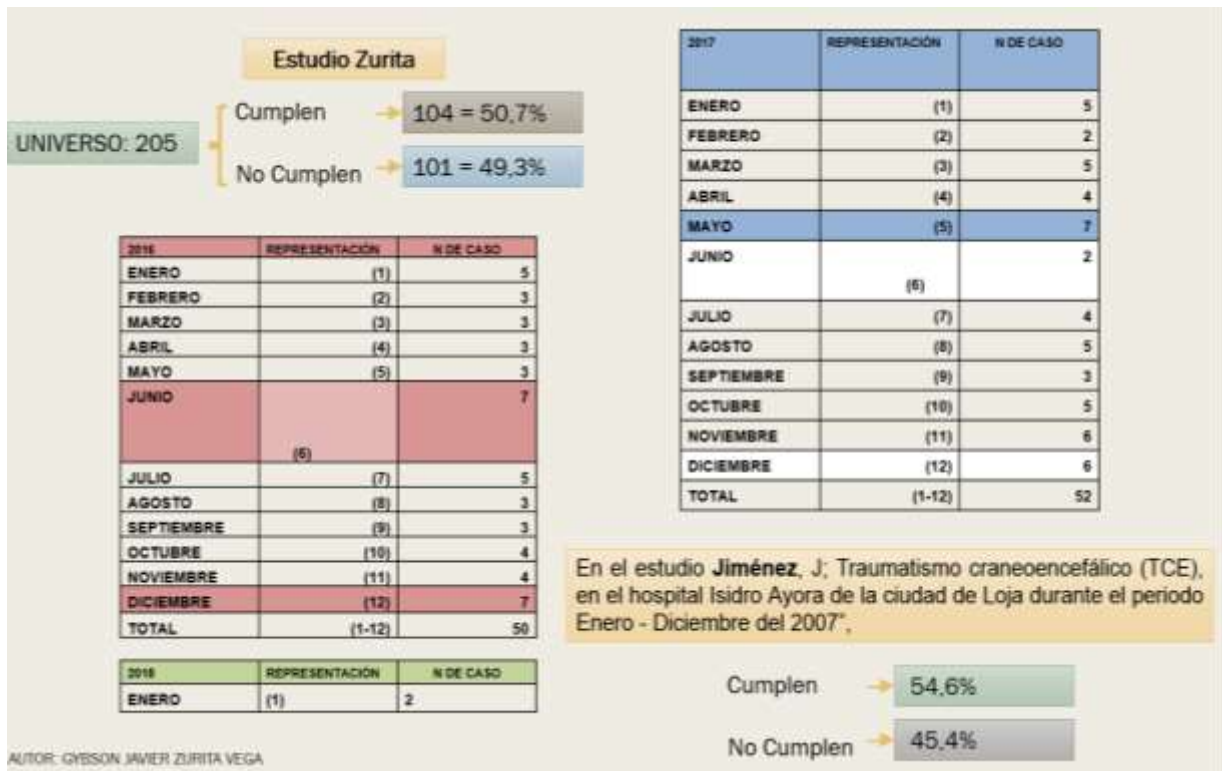 Estudio Zurita
UNIVERSO: 205
Cumplen
104 = 50,7%
No Cumplen
101 = 49,3%
2016 REPRESENTACIÓN N DE CASO
ENERO (1) 5
FEBRERO (2) 3
MARZO (3) 3
ABRIL (4) 3
MAYO (5) 3
JUNIO (6) 7
JULIO (7) 5
AGOSTO (8) 3
SEPTIEMBRE (9) 3
OCTUBRE (10) 4
NOVIEMBRE (11) 4
DICIEMBRE (12) 7
TOTAL (1-12) 50
2018 REPRESENTACIÓN N DE CASO
ENERO (1) 2
AUTOR: GYBSON JAVIER ZURITA VEGA
2017 REPRESENTACIÓN N DE CASO
ENERO (1) 5
FEBRERO (2) 2
MARZO (3) 5
ABRIL (4) 4
MAYO (5) 7
JUNIO (6) 2
JULIO (7) 4
AGOSTO (8) 5
SEPTIEMBRE (9) 3
OCTUBRE (10) 5
NOVIEMBRE (11) 6
DICIEMBRE (12) 6
TOTAL (1-12) 52
En el estudio Jiménez, J; Traumatismo craneoencefálico (TCE),
en el hospital Isidro Ayora de la ciudad de Loja durante el periodo
Enero - Diciembre del 2007",
Cumplen
54,6%
No Cumplen
45,4%